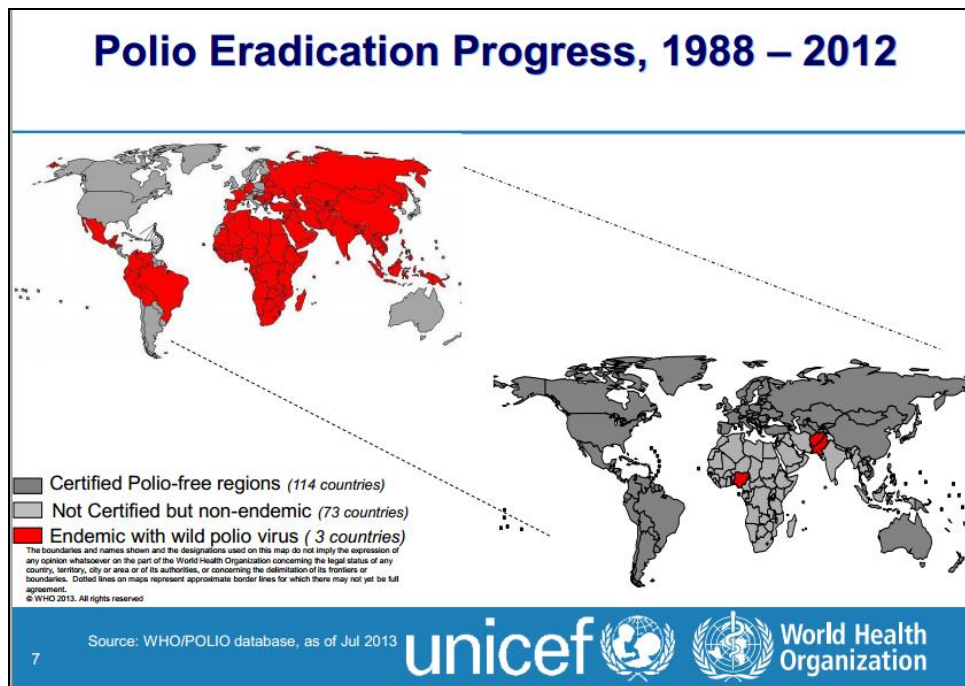 Polio Eradication Progress, 1988 – 2012
Certified Polio-free regions (114 countries)
Not Certified but non-endemic (73 countries)
Endemic with wild polio virus ( 3 countries)
The boundaries and names shown and the designations used on this map do not imply the expression of
any opinion whatsoever on the part of the World Health Organization concerning the legal status of any
country, territory, city or area or of its authorities, or concerning the delimitation of its frontiers or
boundaries. Dotted lines on maps represent approximate border lines for which there may not yet be full
agreement.
© WHO 2013. All rights reserved
Source: WHO/POLIO database, as of Jul 2013
7
unicef
World Health
Organization